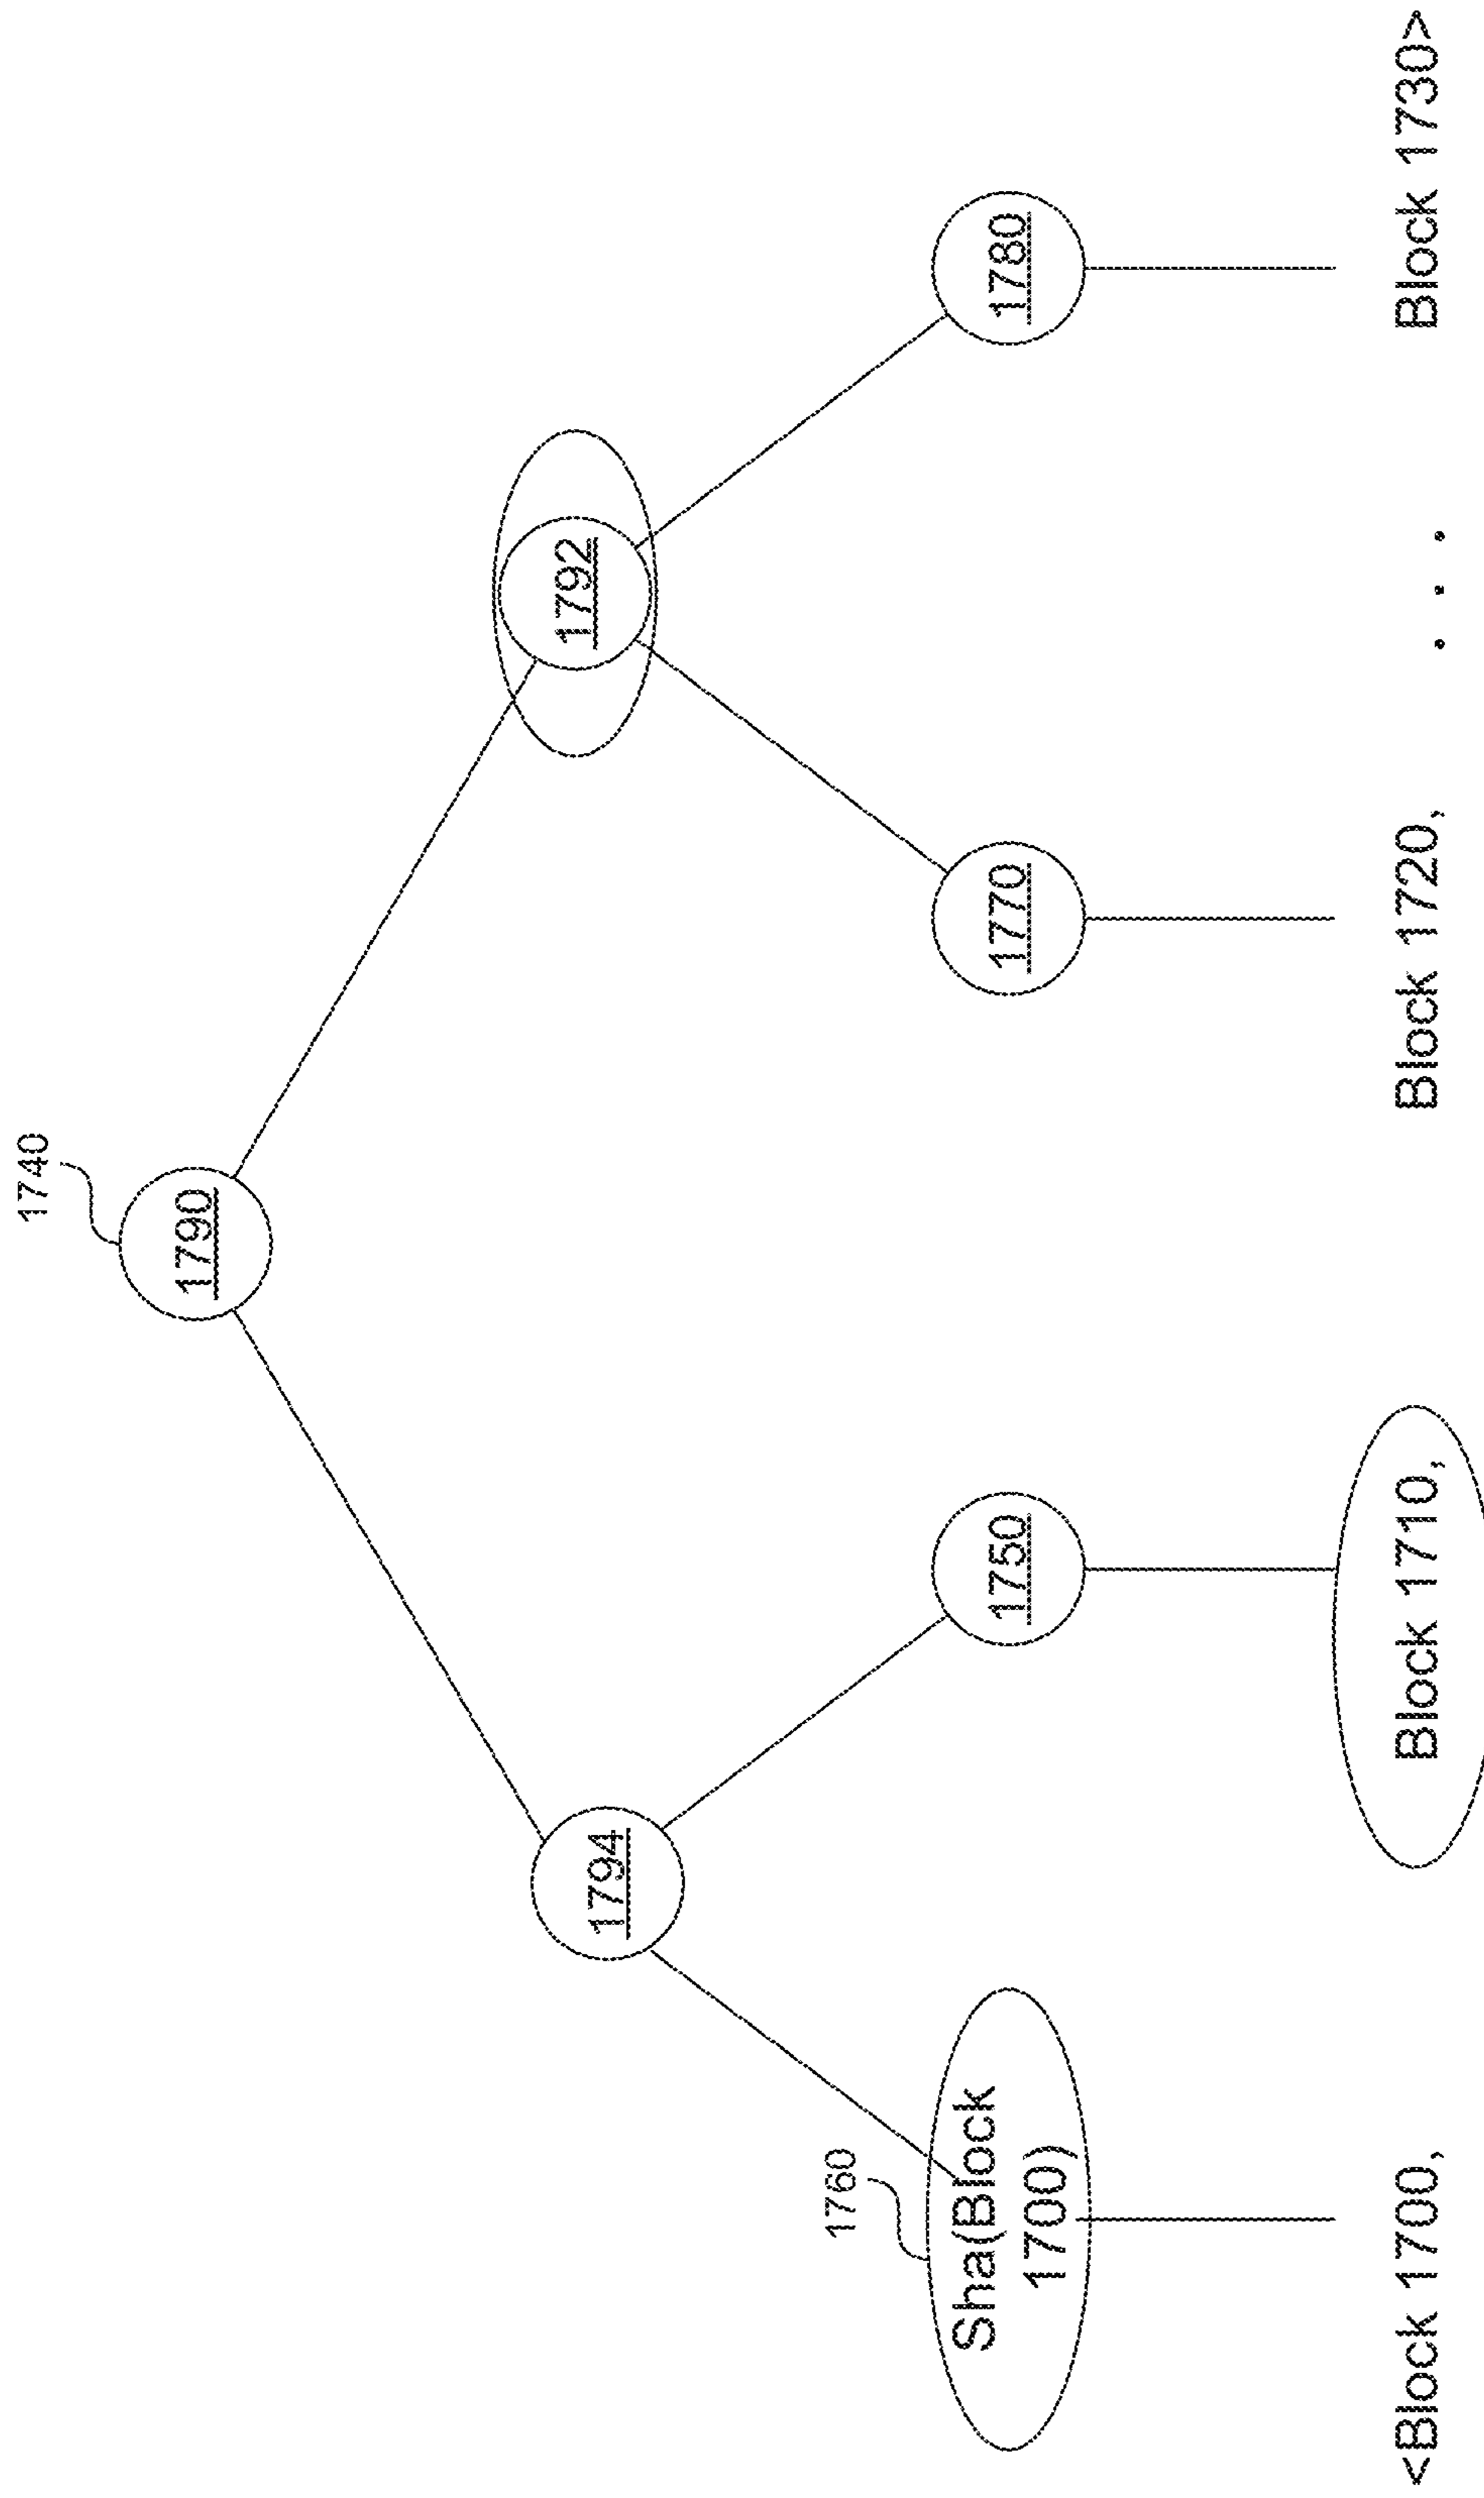 1740
1790
1792
1794
1760
Sha(Block
1700)
1750
1770
1780
<Block 1700,
Block 1710,
Block 1720,
. . .
Block 1730>